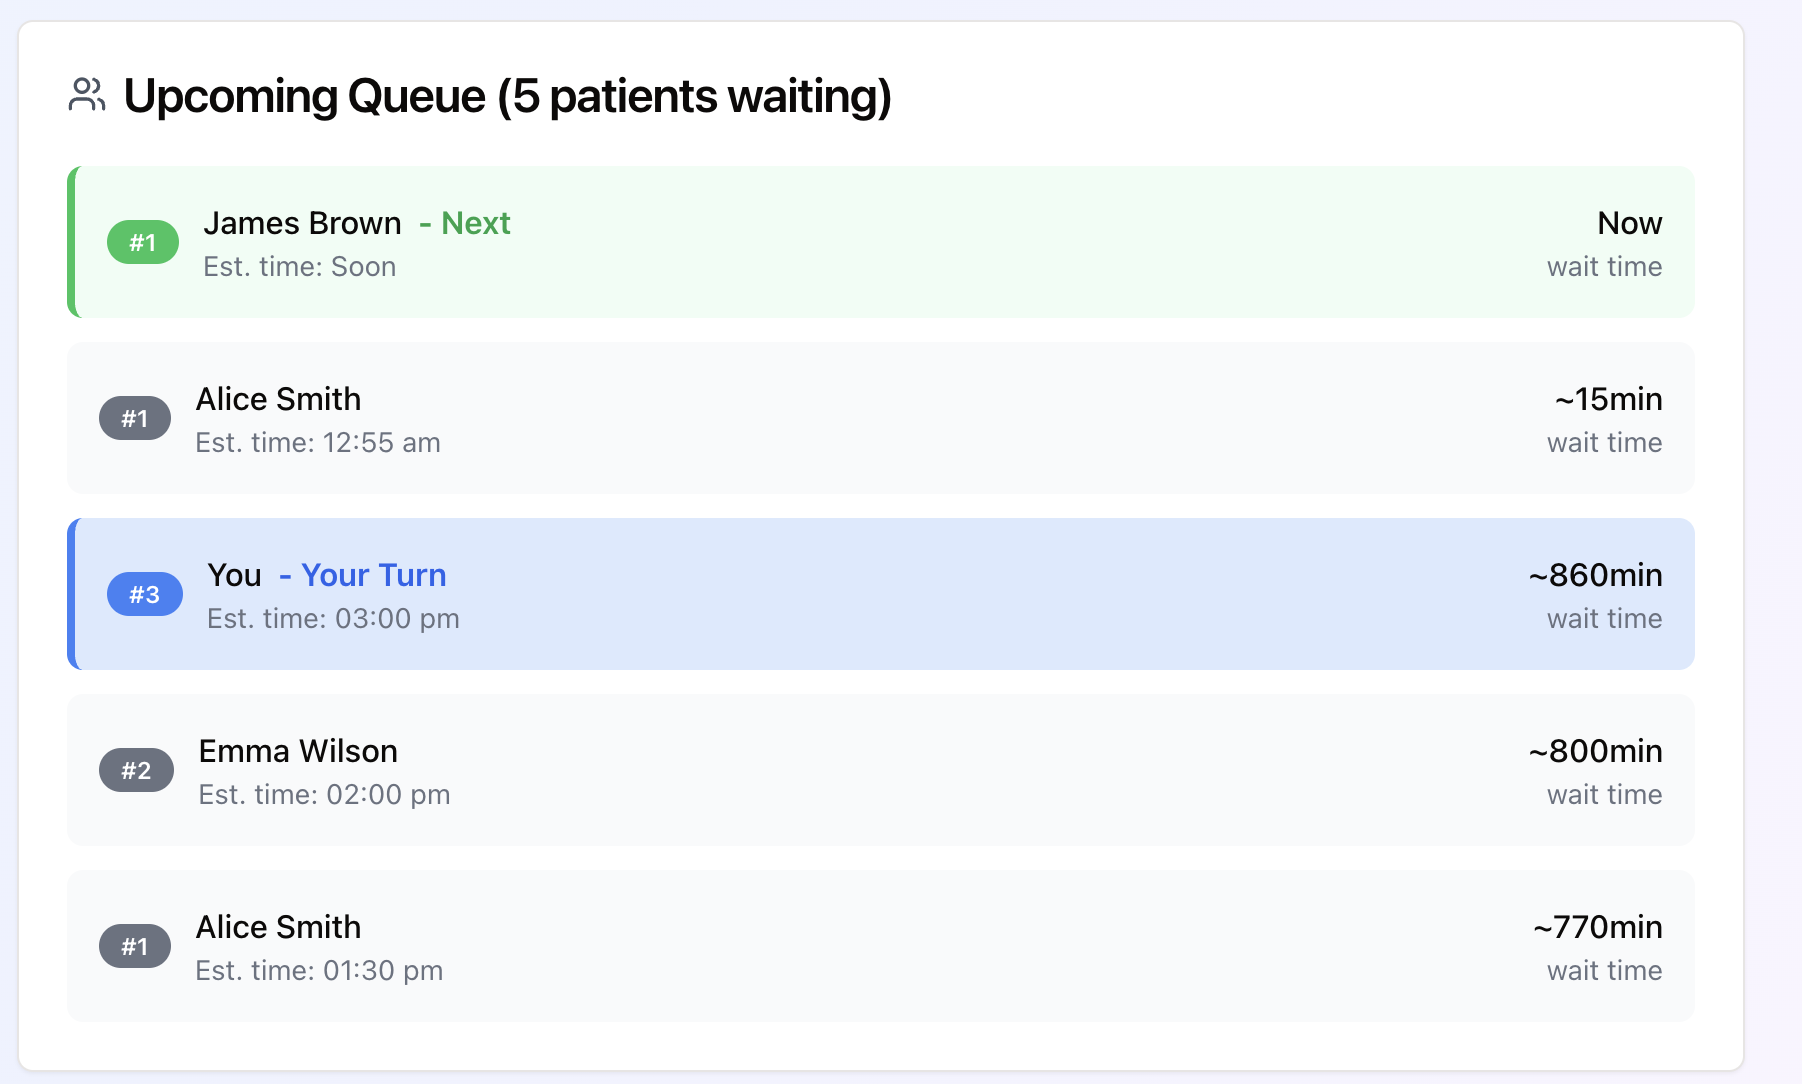 Upcoming Queue (5 patients waiting)
#1
James Brown - Next
Est. time: Soon
Now
wait time
#1
Alice Smith
Est. time: 12:55 am
~15min
wait time
#3
You - Your Turn
Est. time: 03:00 pm
~860min
wait time
#2
Emma Wilson
Est. time: 02:00 pm
~800min
wait time
#1
Alice Smith
Est. time: 01:30 pm
~770min
wait time